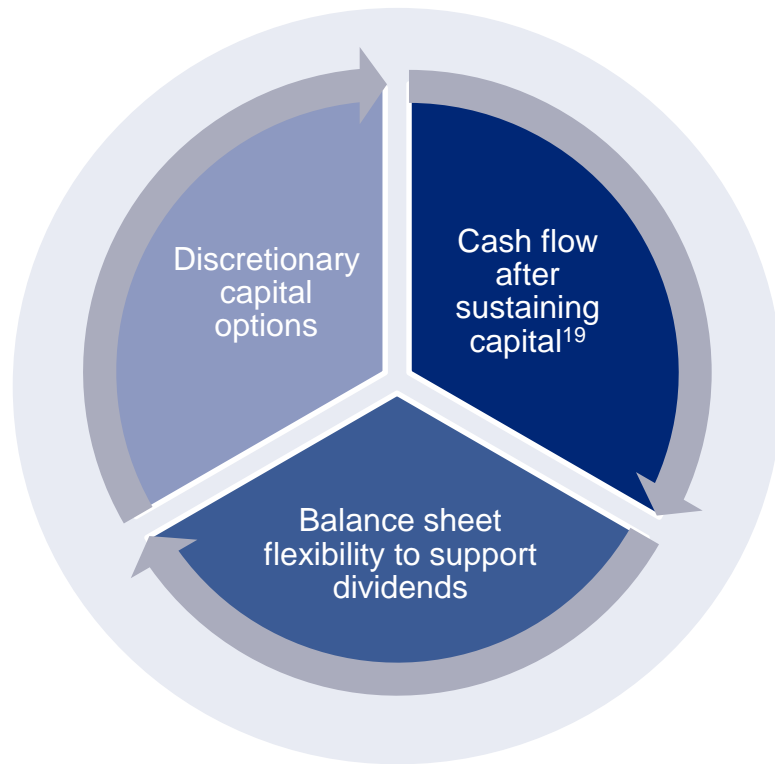 Discretionary
capital
options
Cash flow
after
sustaining
capital19
Balance sheet
flexibility to support
dividends